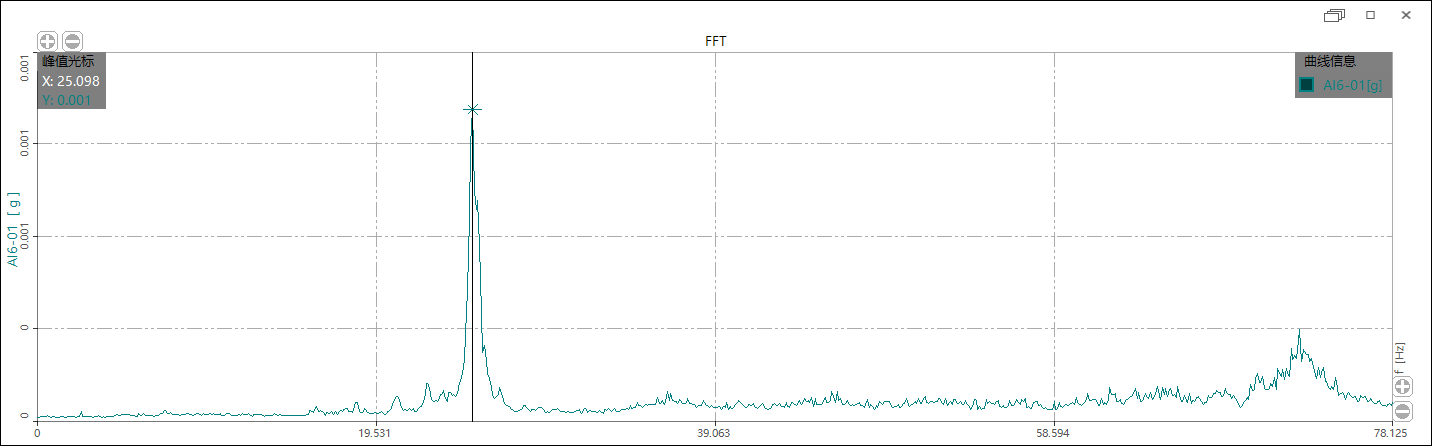 FFT
峰值光标
X: 25.098
Y: 0.001
曲线信息
AI6-01[g]
0.001
0.001
0.001
0
0
AI6-01 [ g ]
f [Hz]
0
19.531
39.063
58.594
78.125